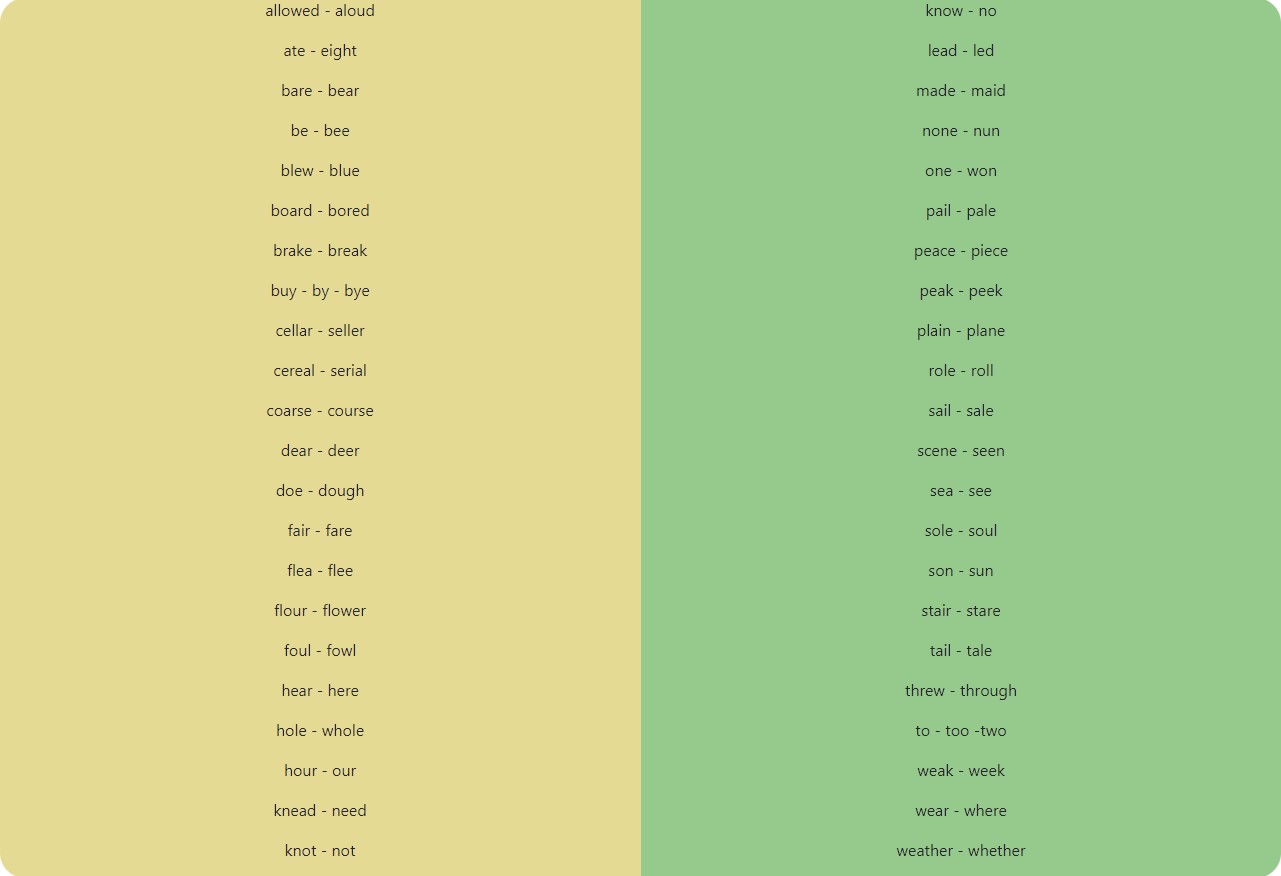 allowed - aloud
ate - eight
bare - bear
be - bee
blew - blue
board - bored
brake - break
buy - by - bye
cellar - seller
cereal - serial
coarse - course
dear - deer
doe - dough
fair - fare
flea - flee
flour - flower
foul - fowl
hear - here
hole - whole
hour - our
knead - need
knot - not
know - no
lead - led
made - maid
none - nun
one - won
pail - pale
peace - piece
peak - peek
plain - plane
role - roll
sail - sale
scene - seen
sea - see
sole - soul
son - sun
stair - stare
tail - tale
threw - through
to - too -two
weak - week
wear - where
weather - whether